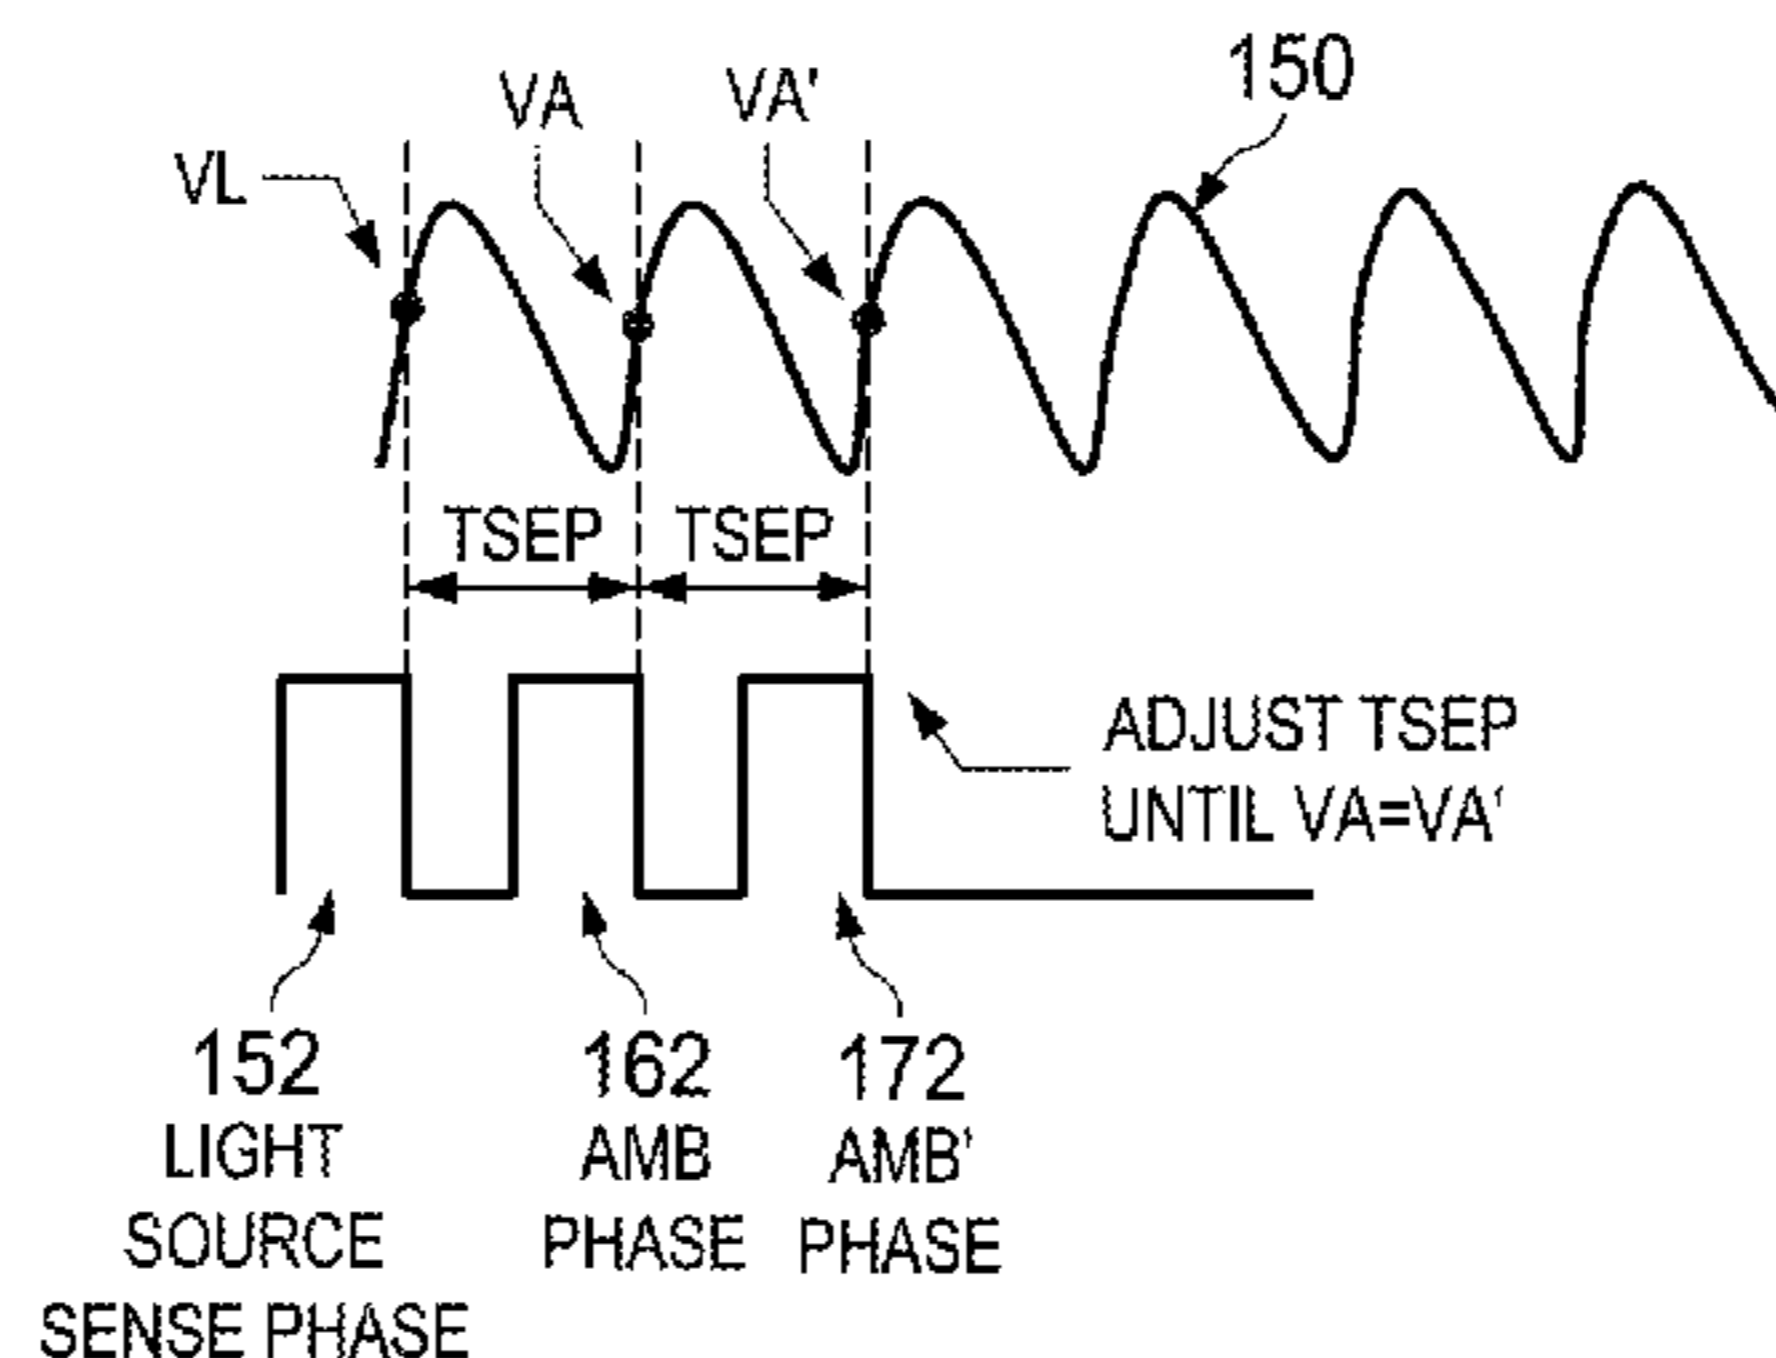 150
VA
VA'
VL
TSEP
TSEP
ADJUST TSEP
UNTIL VA=VA'
152
LIGHT
SOURCE
SENSE PHASE
162
AMB
PHASE
172
AMB'
PHASE